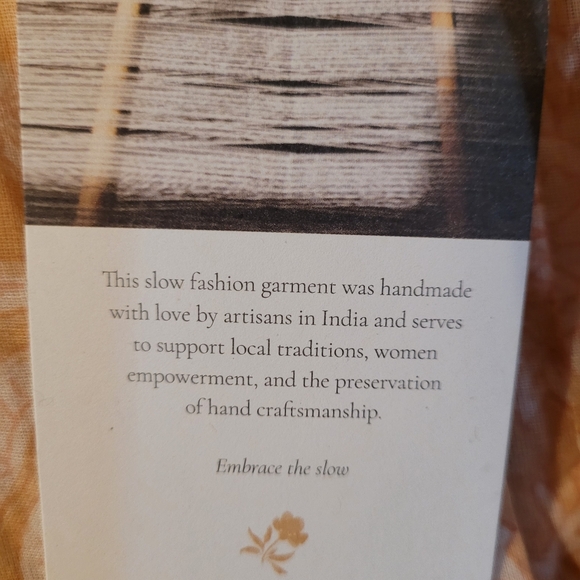 This slow fashion garment was handmade
with love by artisans in India and serves
to support local traditions, women
empowerment, and the preservation
of hand craftsmanship.
Embrace the slow